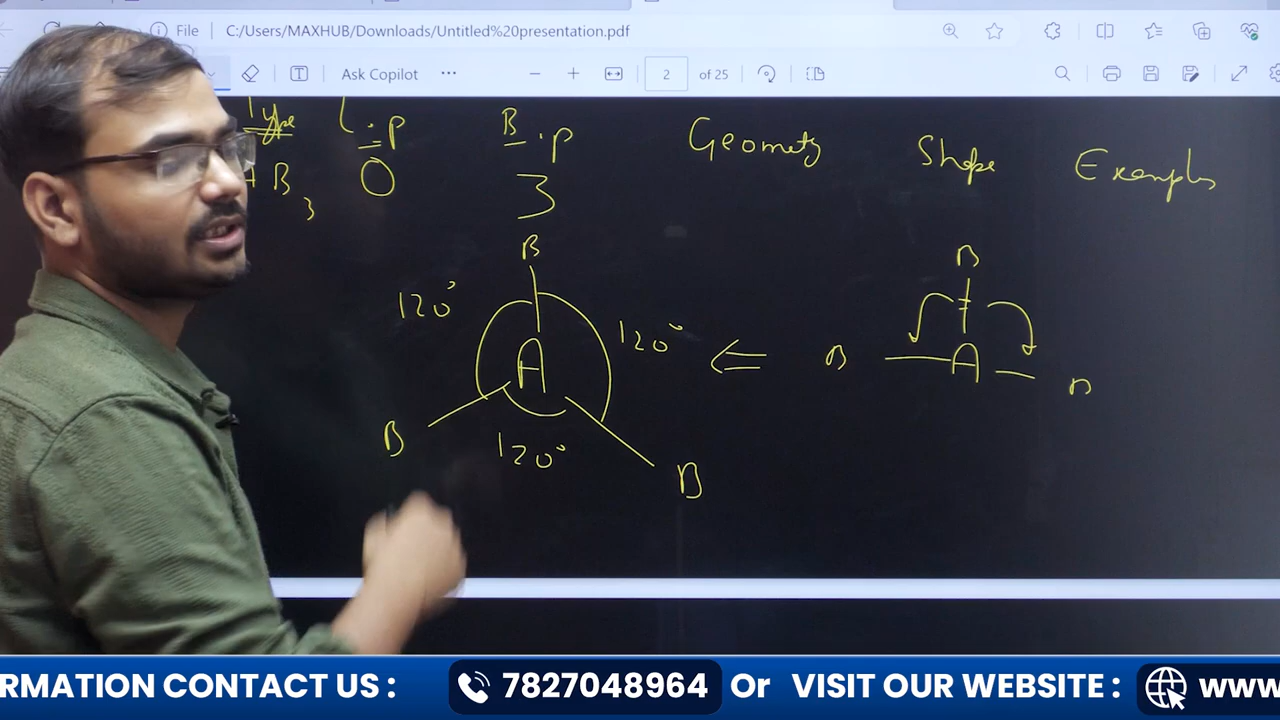 File C:/Users/MAXHUB/Downloads/Untitled%20presentation.pdf
Ask Copilot 2 of 25
Type L.p B.p Geometry Shape Examples
AB3 0 3
B B
120° 120°
A B A B
B 120° B
RMATION CONTACT US : 7827048964 Or VISIT OUR WEBSITE : www